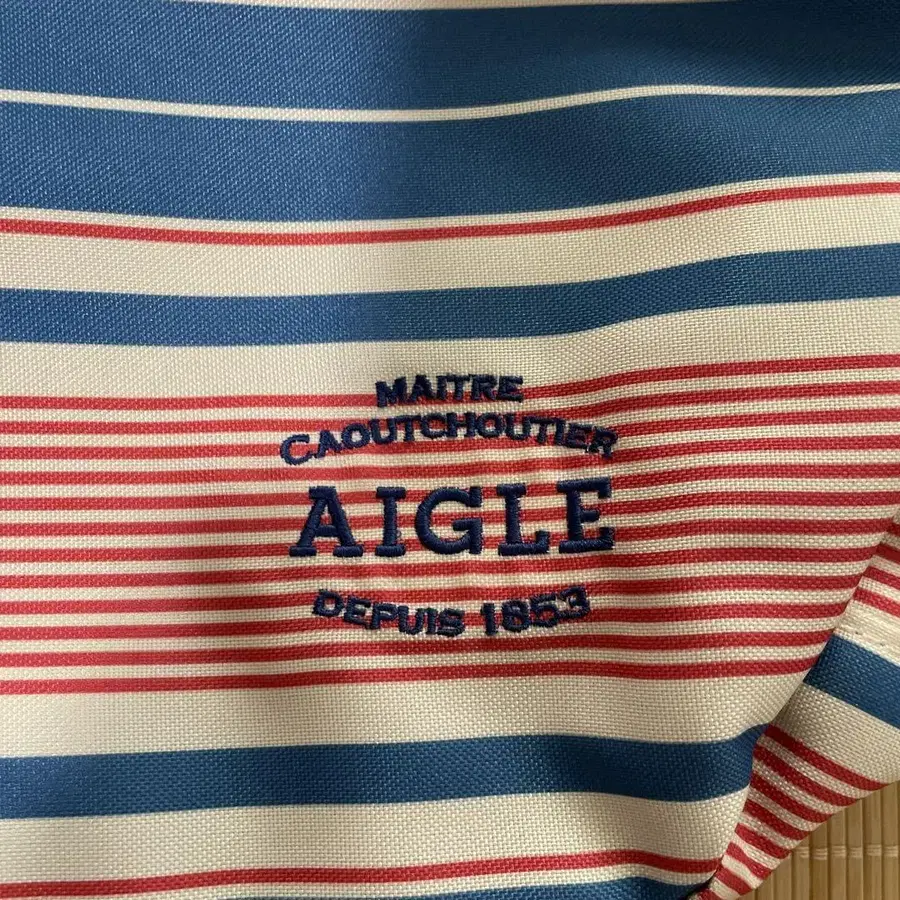 MAITRE
CAOUTCHOUTIER
AIGLE
DEPUIS 1853